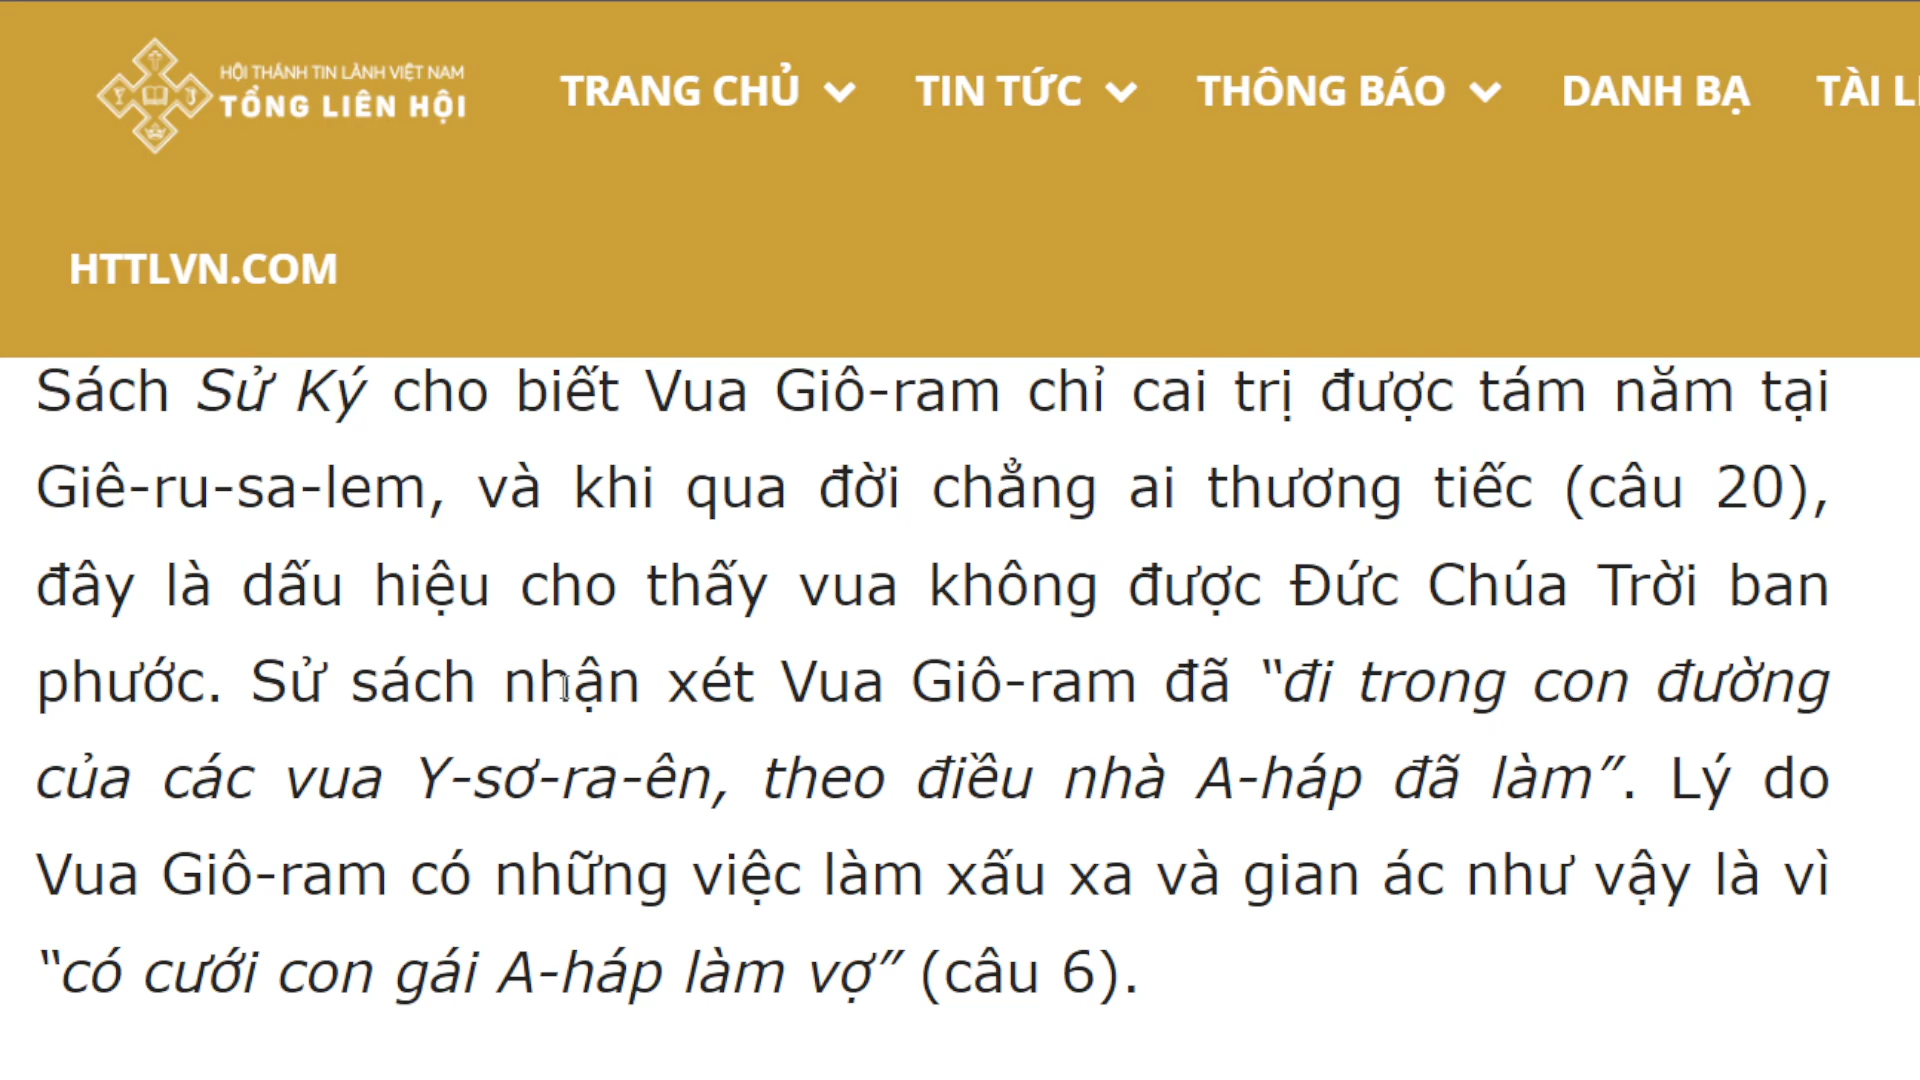 HỘI THÁNH TIN LÀNH VIỆT NAM
TỔNG LIÊN HỘI
TRANG CHỦ
TIN TỨC
THÔNG BÁO
DANH BẠ
TÀI L
HTTLVN.COM
Sách Sử Ký cho biết Vua Giô-ram chỉ cai trị được tám năm tại
Giê-ru-sa-lem, và khi qua đời chẳng ai thương tiếc (câu 20),
đây là dấu hiệu cho thấy vua không được Đức Chúa Trời ban
phước. Sử sách nhận xét Vua Giô-ram đã “đi trong con đường
của các vua Y-sơ-ra-ên, theo điều nhà A-háp đã làm”. Lý do
Vua Giô-ram có những việc làm xấu xa và gian ác như vậy là vì
“có cưới con gái A-háp làm vợ” (câu 6).